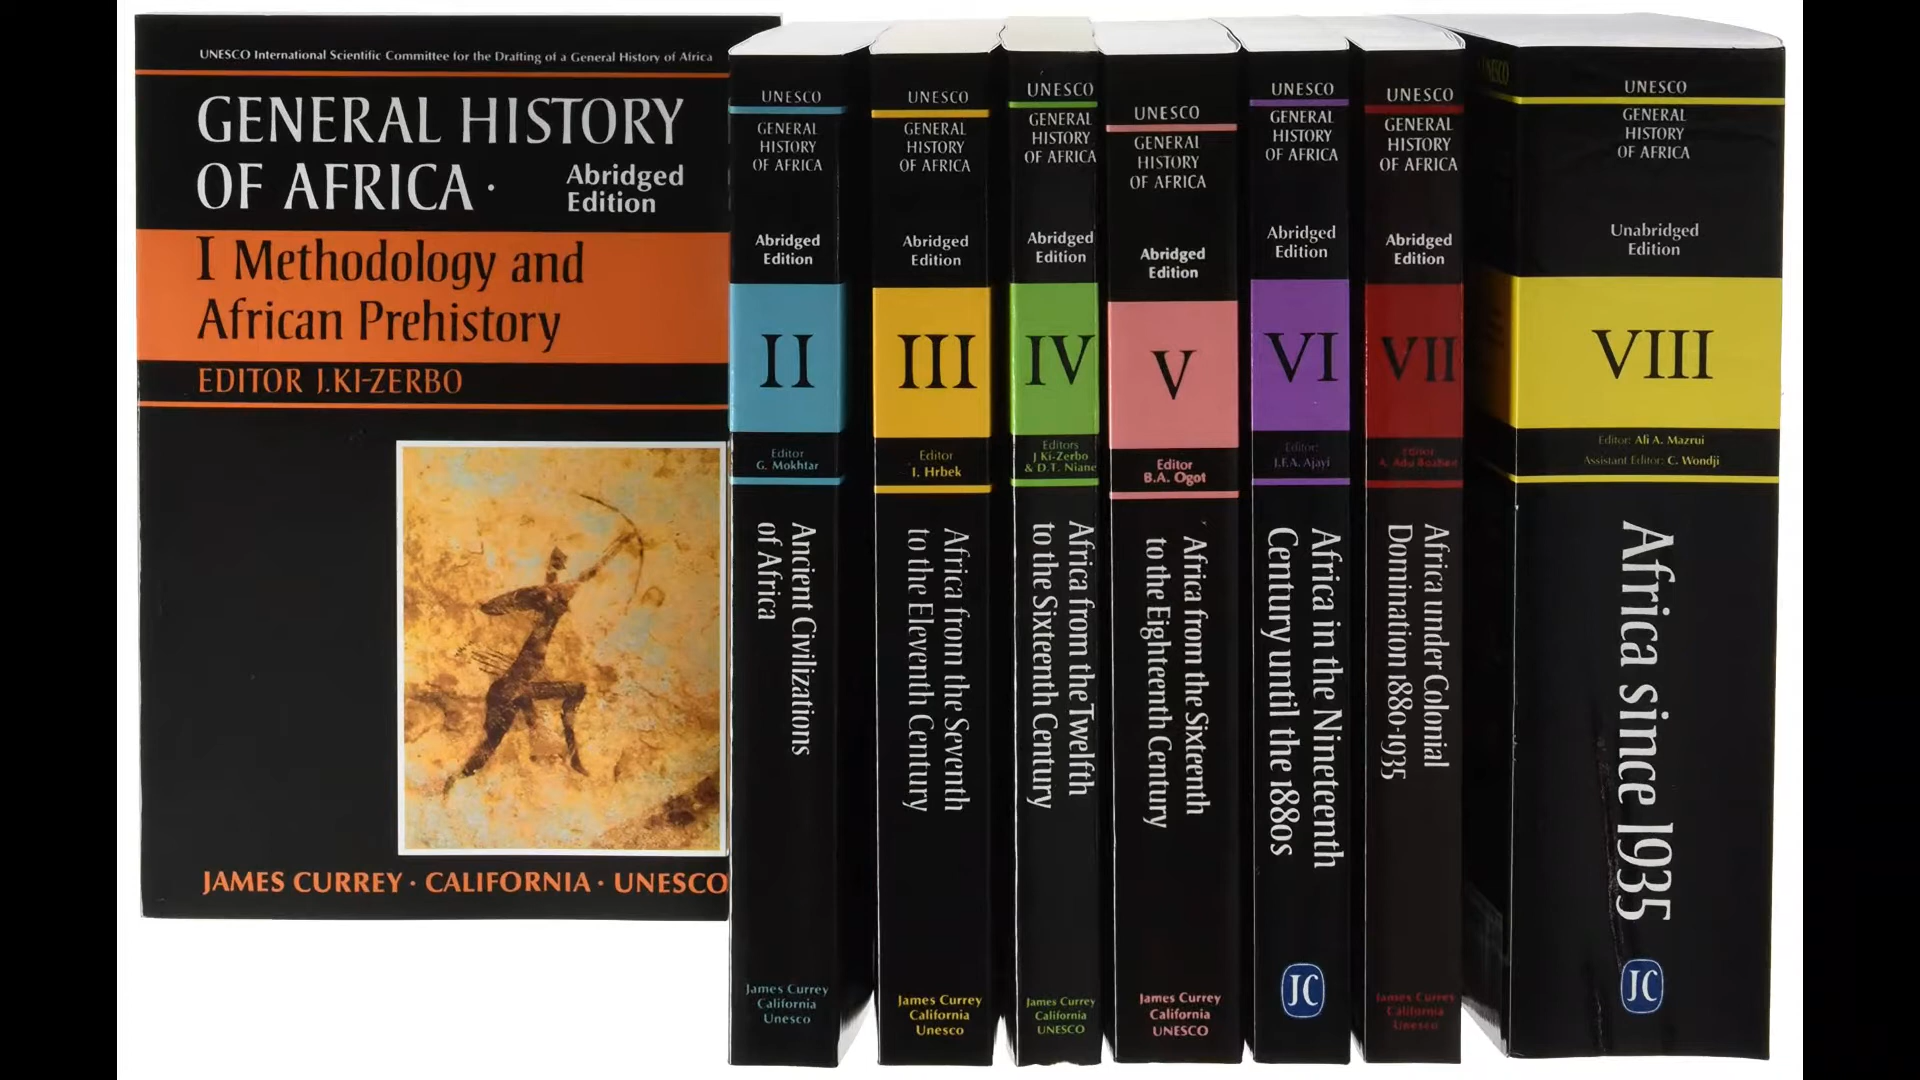 UNESCO International Scientific Committee for the Drafting of a General History of Africa
GENERAL HISTORY
OF AFRICA ·
Abridged
Edition
I Methodology and
African Prehistory
EDITOR J.KI-ZERBO
JAMES CURREY · CALIFORNIA · UNESCO
UNESCO
GENERAL
HISTORY
OF AFRICA
Abridged
Edition
II
Editor
G. Mokhtar
Ancient Civilizations
of Africa
James Currey
California
Unesco
UNESCO
GENERAL
HISTORY
OF AFRICA
Abridged
Edition
III
Editor
I. Hrbek
Africa from the Seventh
to the Eleventh Century
James Currey
California
Unesco
UNESCO
GENERAL
HISTORY
OF AFRICA
Abridged
Edition
IV
Editors
J Ki-Zerbo
& D.T. Niane
Africa from the Twelfth
to the Sixteenth Century
James Currey
California
UNESCO
UNESCO
GENERAL
HISTORY
OF AFRICA
Abridged
Edition
V
Editor
B.A. Ogot
Africa from the Sixteenth
to the Eighteenth Century
James Currey
California
UNESCO
UNESCO
GENERAL
HISTORY
OF AFRICA
Abridged
Edition
VI
Editor:
J.F.A. Ajayi
Africa in the Nineteenth
Century until the 1880s
JC
UNESCO
GENERAL
HISTORY
OF AFRICA
Abridged
Edition
VII
Editor
A. Adu Boahen
Africa under Colonial
Domination 1880-1935
James Currey
California
Unesco
UNESCO
UNESCO
GENERAL
HISTORY
OF AFRICA
Unabridged
Edition
VIII
Editor: Ali A. Mazrui
Assistant Editor: C. Wondji
Africa since 1935
JC